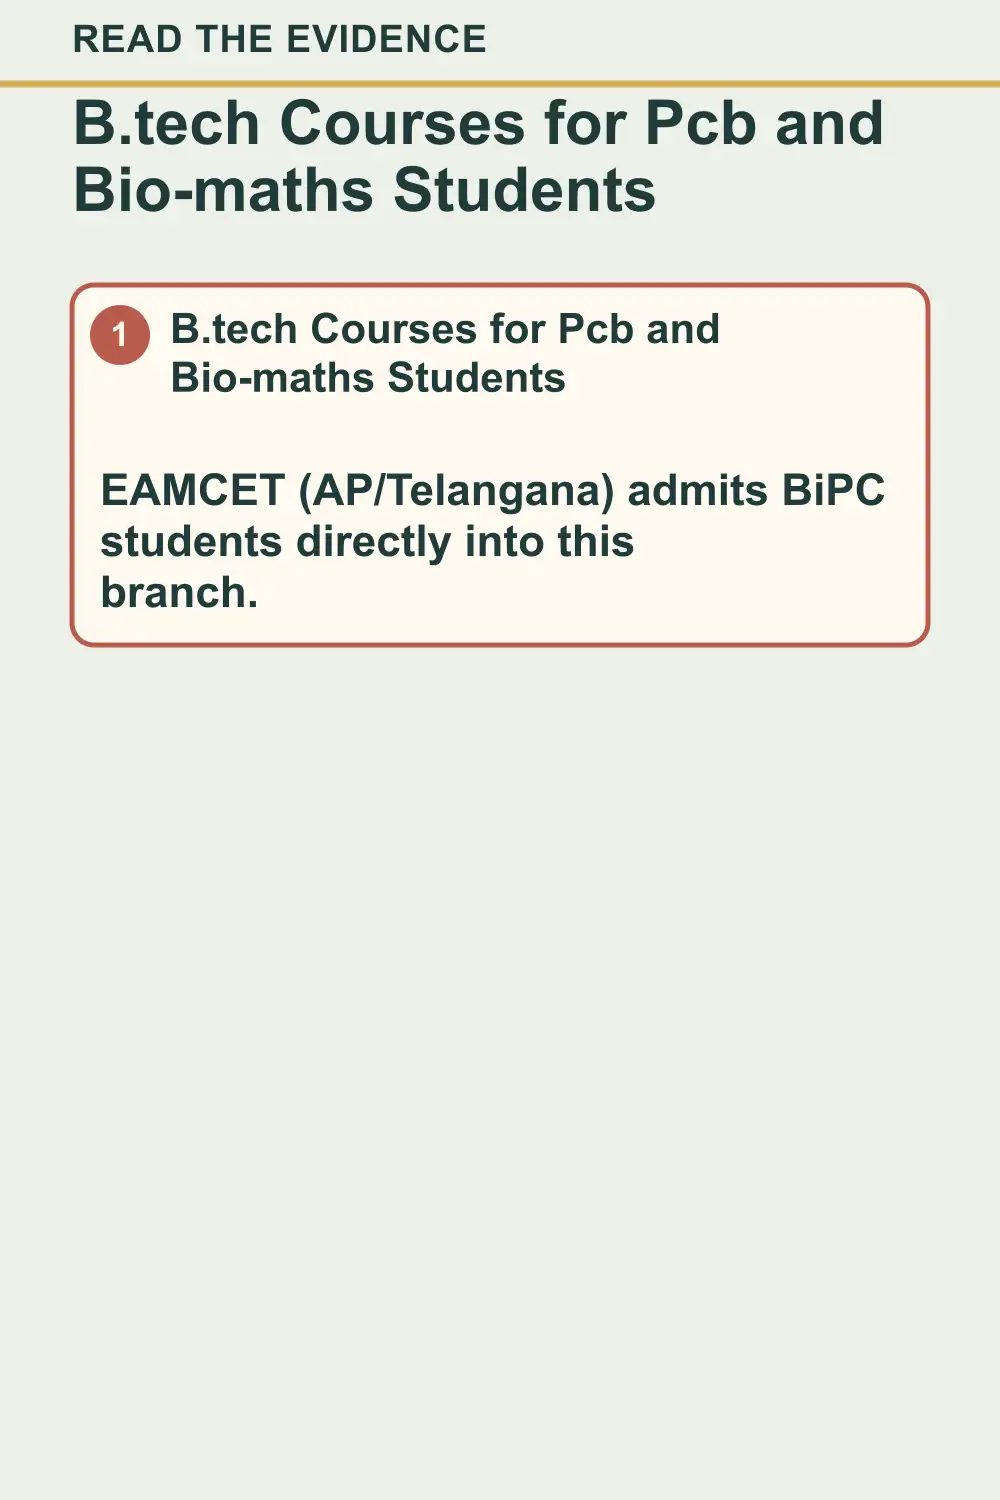 READ THE EVIDENCE
B.tech Courses for Pcb and
Bio-maths Students
1
B.tech Courses for Pcb and
Bio-maths Students
EAMCET (AP/Telangana) admits BiPC
students directly into this
branch.